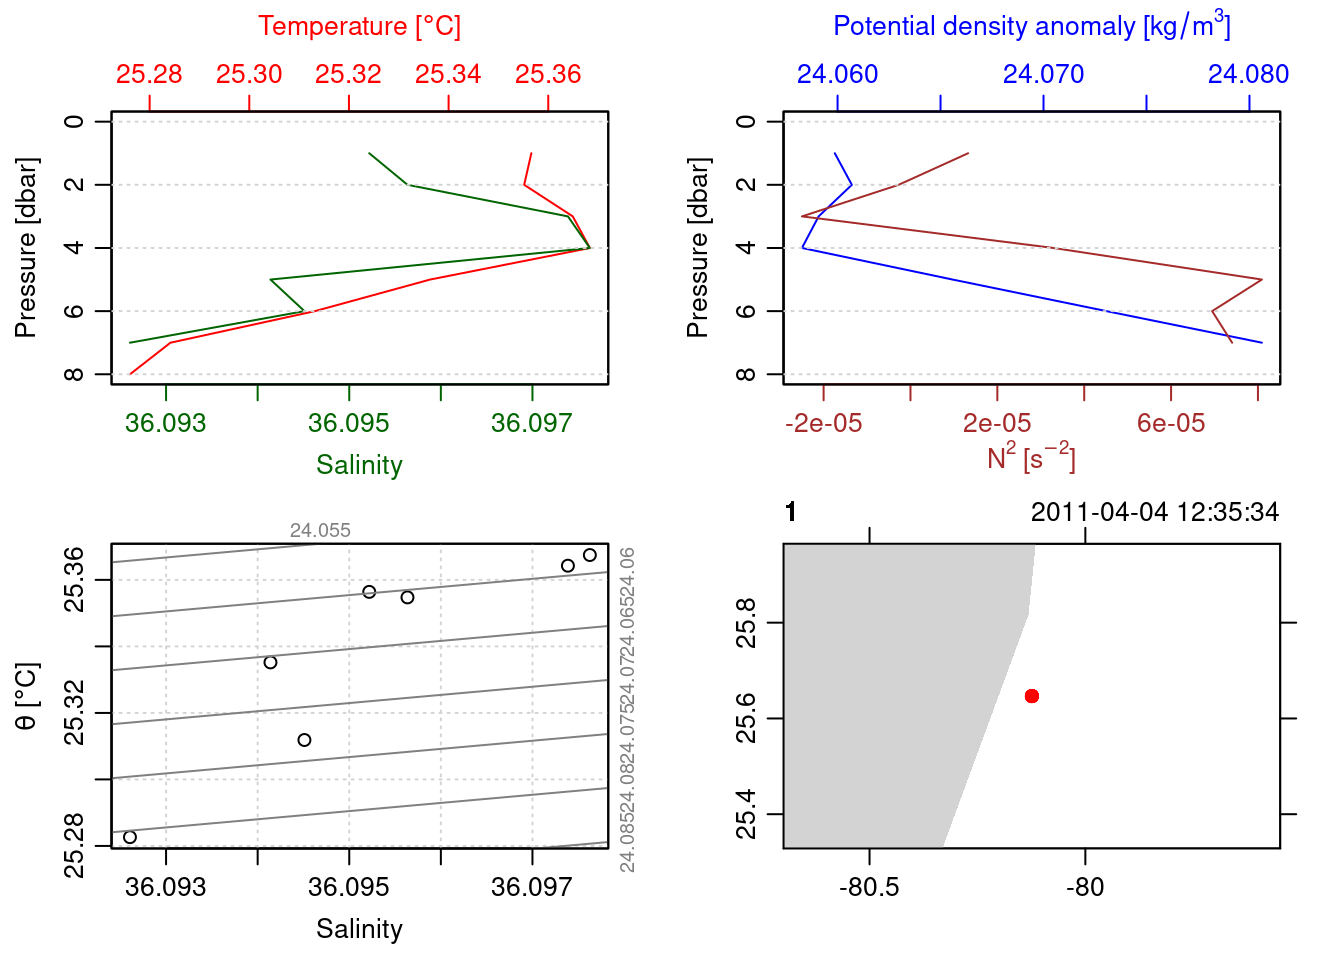 Temperature [°C]
25.28 25.30 25.32 25.34 25.36
Pressure [dbar]
0
2
4
6
8
36.093 36.095 36.097
Salinity
Potential density anomaly [kg/m³]
24.060 24.070 24.080
Pressure [dbar]
0
2
4
6
8
-2e-05 2e-05 6e-05
N² [s⁻²]
24.055
θ [°C]
25.36
25.32
25.28
24.06
24.065
24.07
24.075
24.08
24.085
36.093 36.095 36.097
Salinity
1 2011-04-04 12:35:34
25.8
25.6
25.4
-80.5 -80